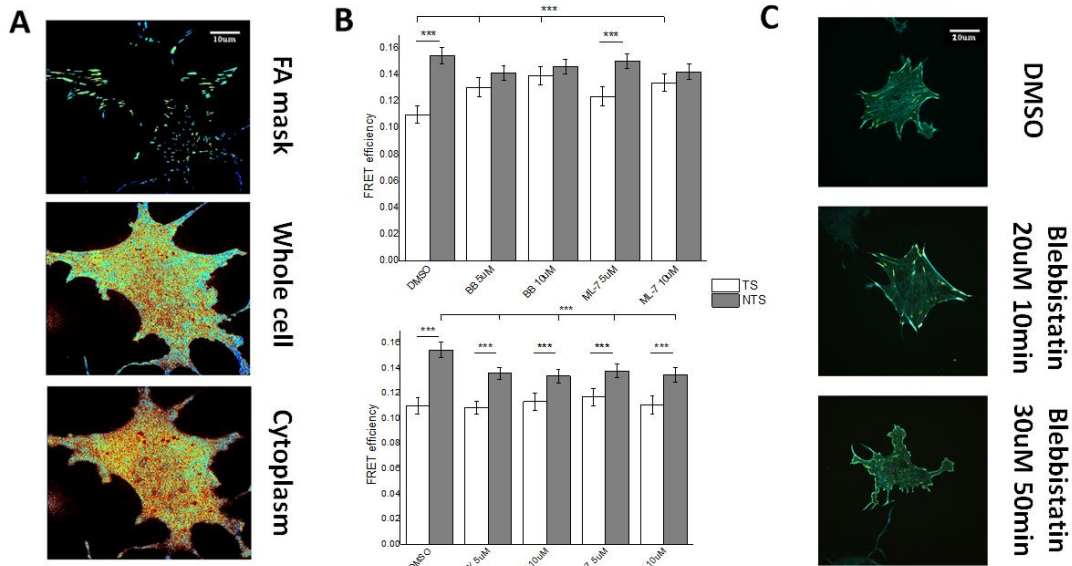 A
10um
FA mask
Whole cell
Cytoplasm
B
***
***
***
0.16
0.14
0.12
0.10
0.08
0.06
0.04
0.02
0.00
FRET efficiency
DMSO
BB 5uM
BB 10uM
ML-7 5uM
ML-7 10uM
TS
NTS
***
***
***
***
***
***
0.16
0.14
0.12
0.10
0.08
0.06
0.04
0.02
0.00
FRET efficiency
DMSO
5uM
10uM
5uM
10uM
C
20um
DMSO
Blebbistatin
20uM 10min
Blebbistatin
30uM 50min